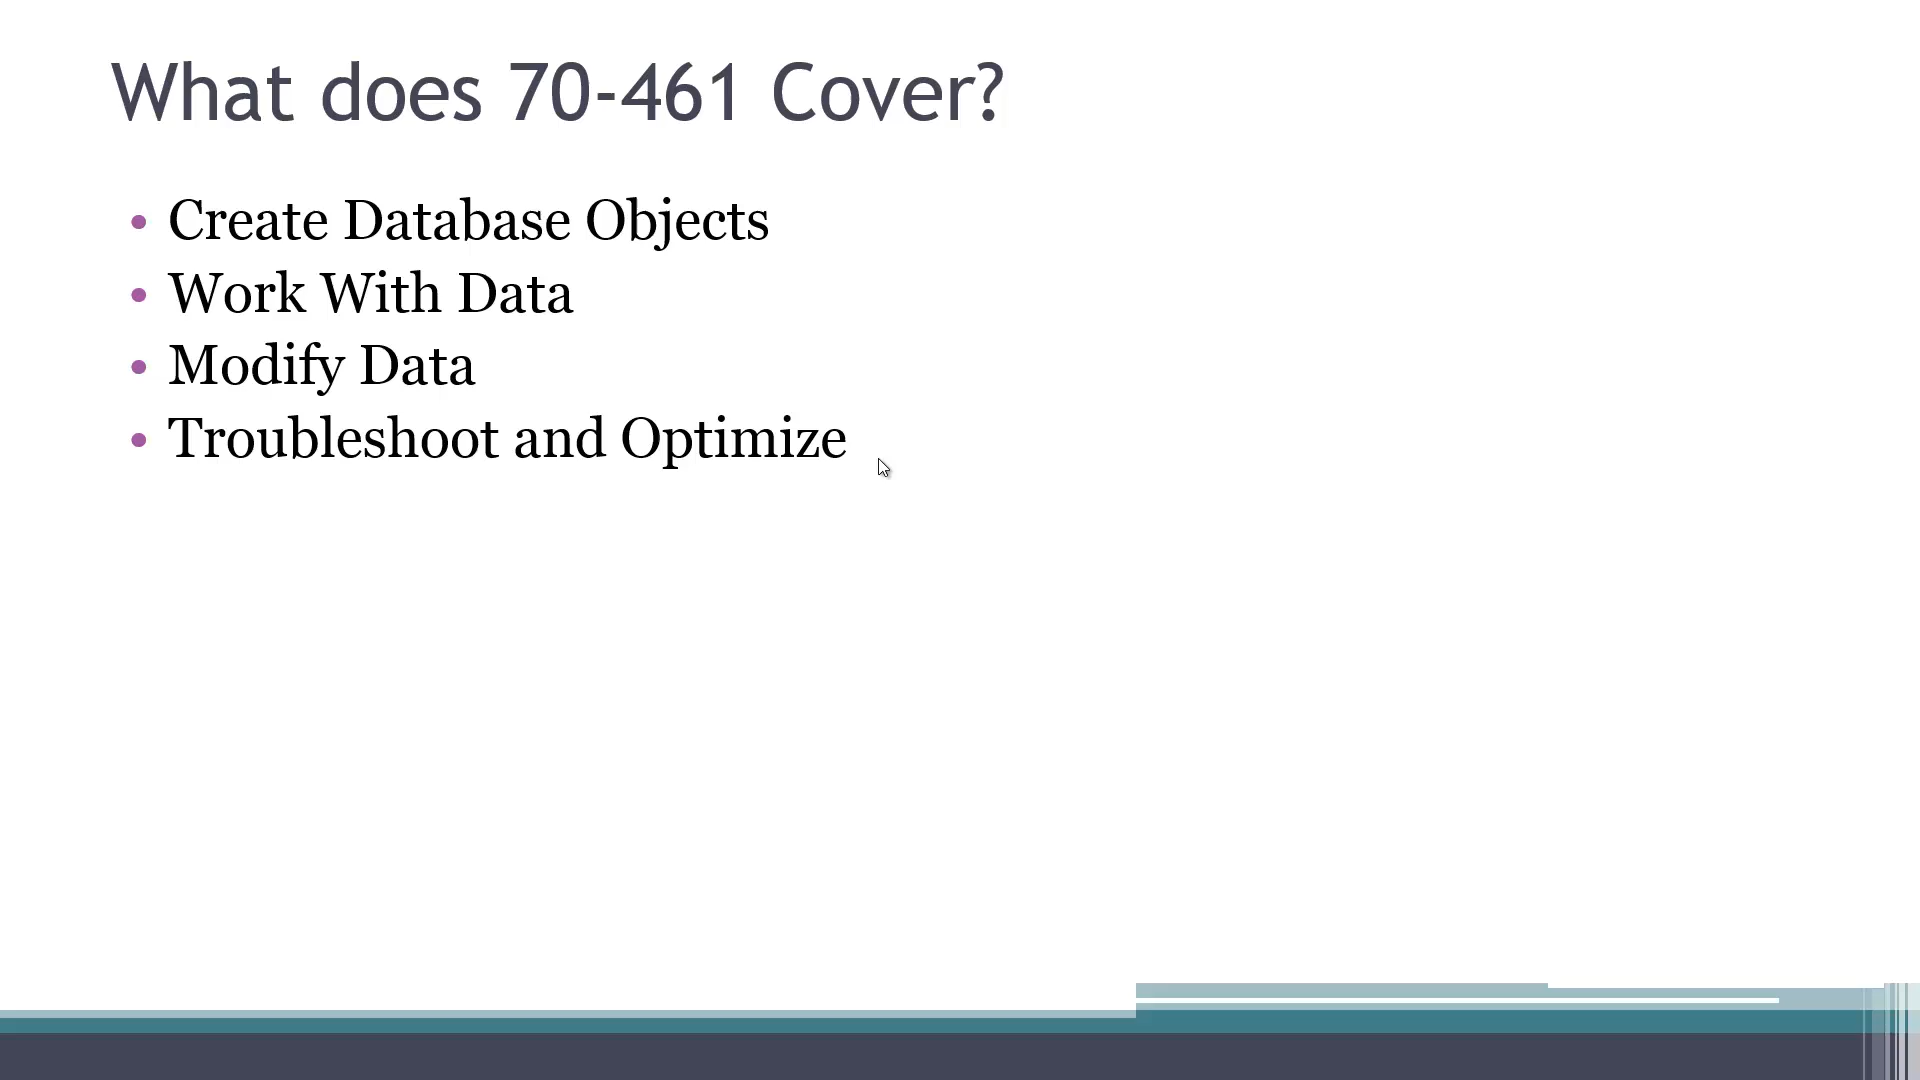 What does 70-461 Cover?
• Create Database Objects
• Work With Data
• Modify Data
• Troubleshoot and Optimize